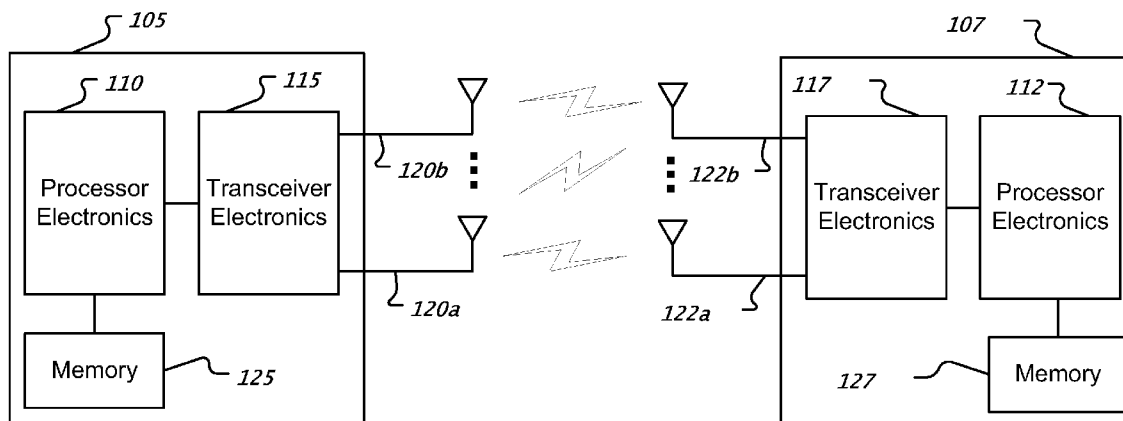 105
107
110
115
117
112
120b
122b
Processor
Electronics
Transceiver
Electronics
Transceiver
Electronics
Processor
Electronics
120a
122a
Memory
125
127
Memory